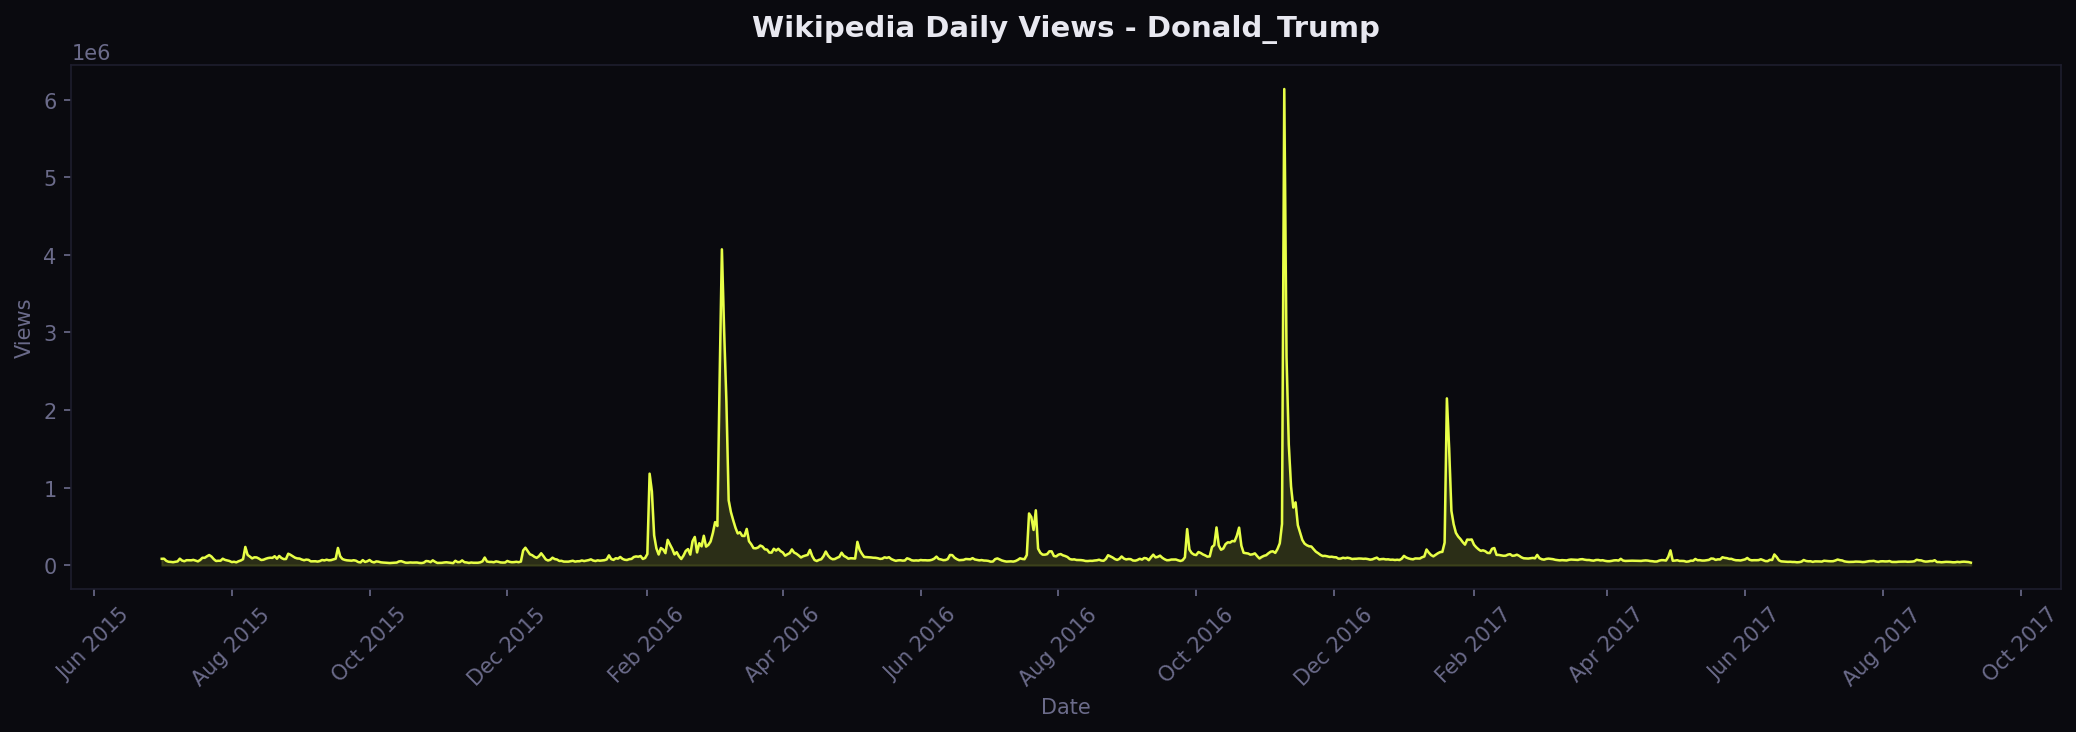 Wikipedia Daily Views - Donald_Trump
1e6
6
5
4
3
2
1
0
Views
Jun 2015
Aug 2015
Oct 2015
Dec 2015
Feb 2016
Apr 2016
Jun 2016
Aug 2016
Oct 2016
Dec 2016
Feb 2017
Apr 2017
Jun 2017
Aug 2017
Oct 2017
Date